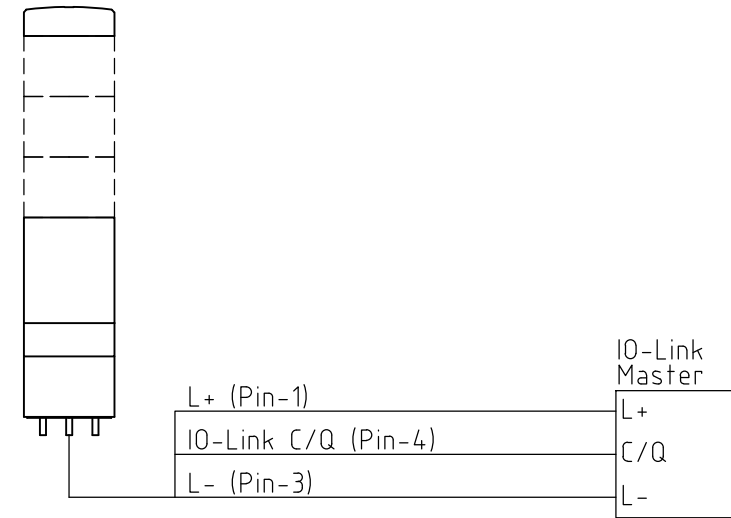 IO-Link
Master
L+ (Pin-1)
L+
IO-Link C/Q (Pin-4)
C/Q
L- (Pin-3)
L-